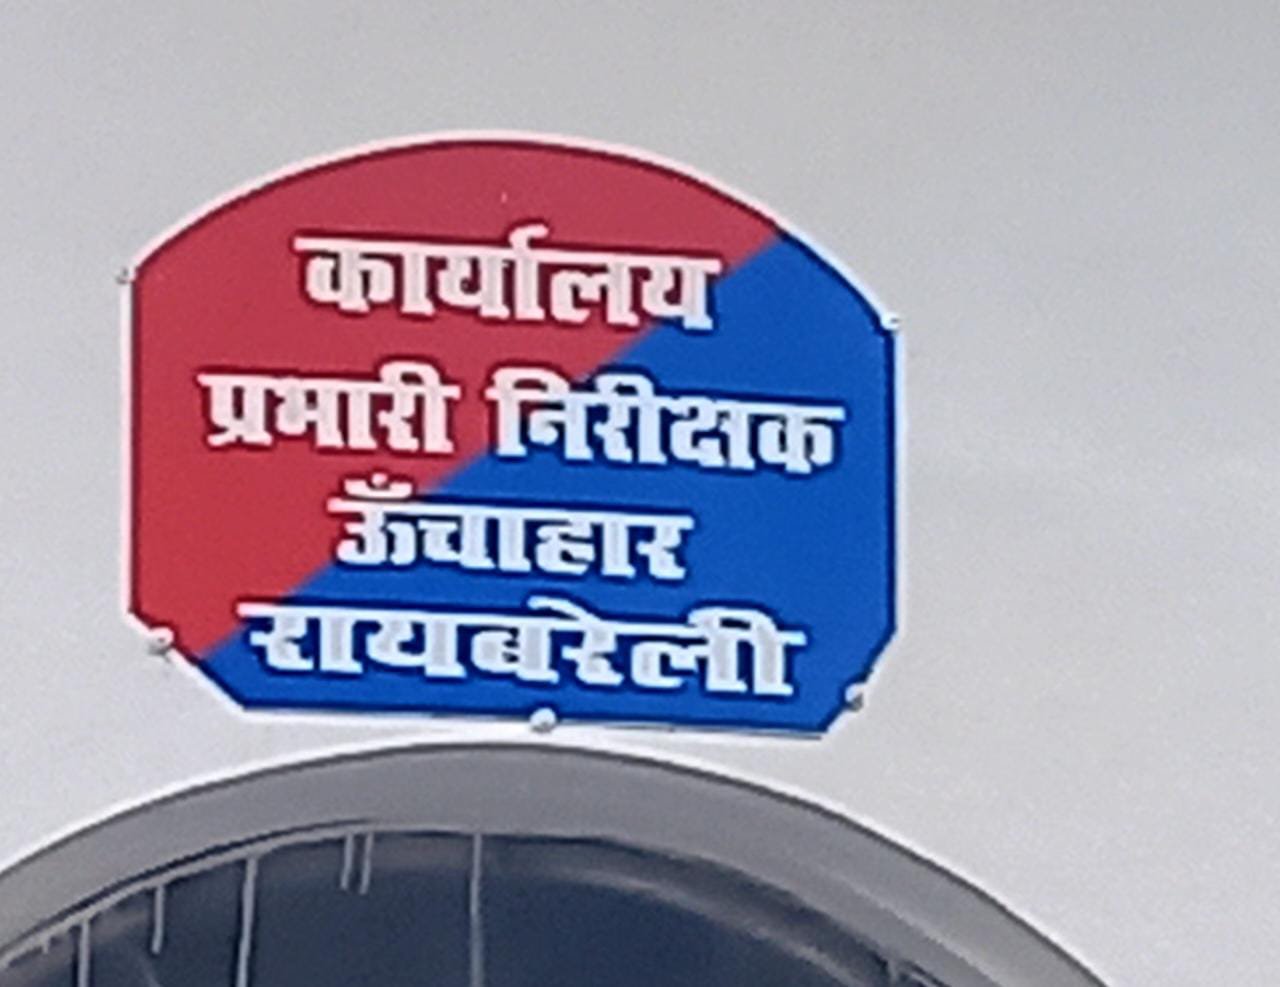 कार्यालय
प्रभारी निरीक्षक
ऊँचाहार
रायबरेली